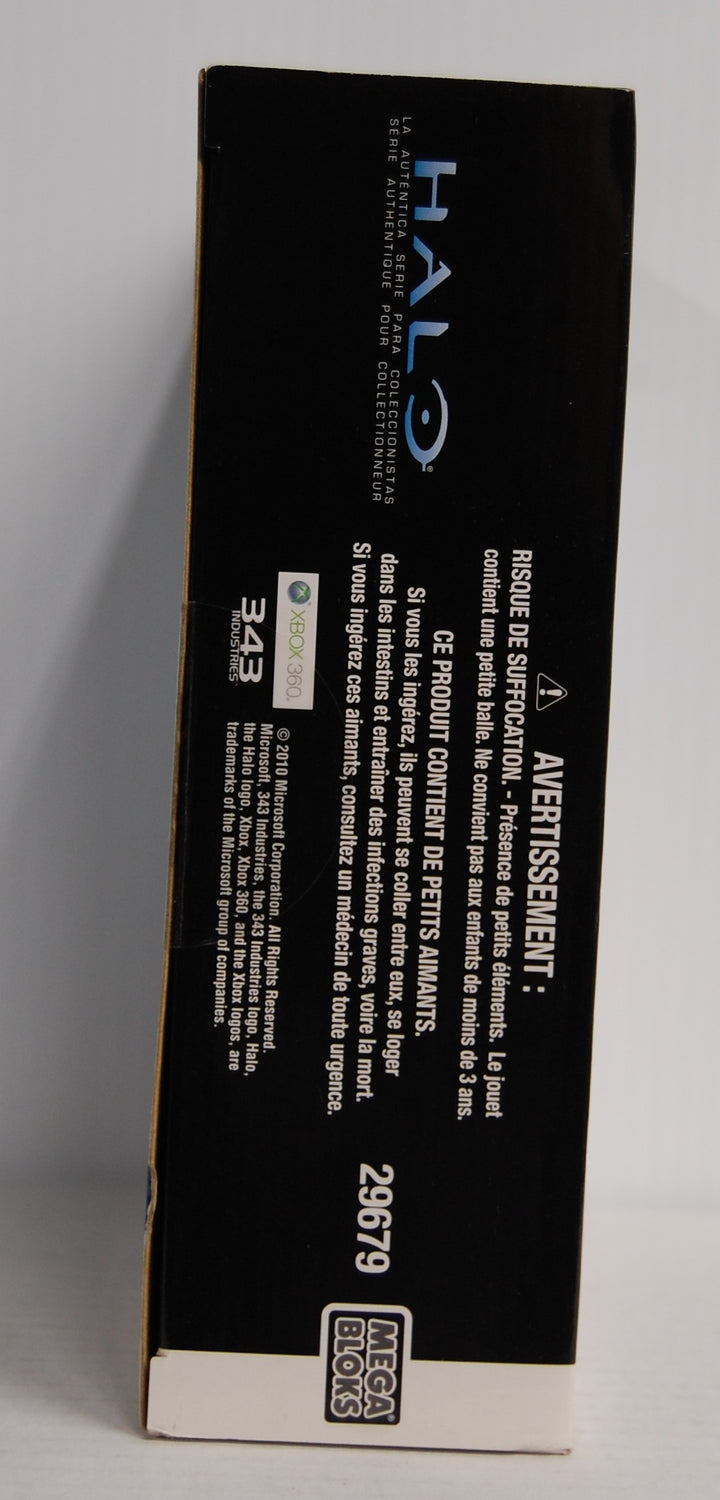 HALO®
LA AUTÉNTICA SERIE PARA COLECCIONISTAS
SÉRIE AUTHENTIQUE POUR COLLECTIONNEUR
AVERTISSEMENT :
RISQUE DE SUFFOCATION. - Présence de petits éléments. Le jouet
contient une petite balle. Ne convient pas aux enfants de moins de 3 ans.
CE PRODUIT CONTIENT DE PETITS AIMANTS.
Si vous les ingérez, ils peuvent se coller entre eux, se loger
dans les intestins et entraîner des infections graves, voire la mort.
Si vous ingérez ces aimants, consultez un médecin de toute urgence.
XBOX 360.
343
INDUSTRIES™
© 2010 Microsoft Corporation. All Rights Reserved.
Microsoft, 343 Industries, the 343 Industries logo, Halo,
the Halo logo, Xbox, Xbox 360, and the Xbox logos, are
trademarks of the Microsoft group of companies.
29679
MEGA®
BLOKS